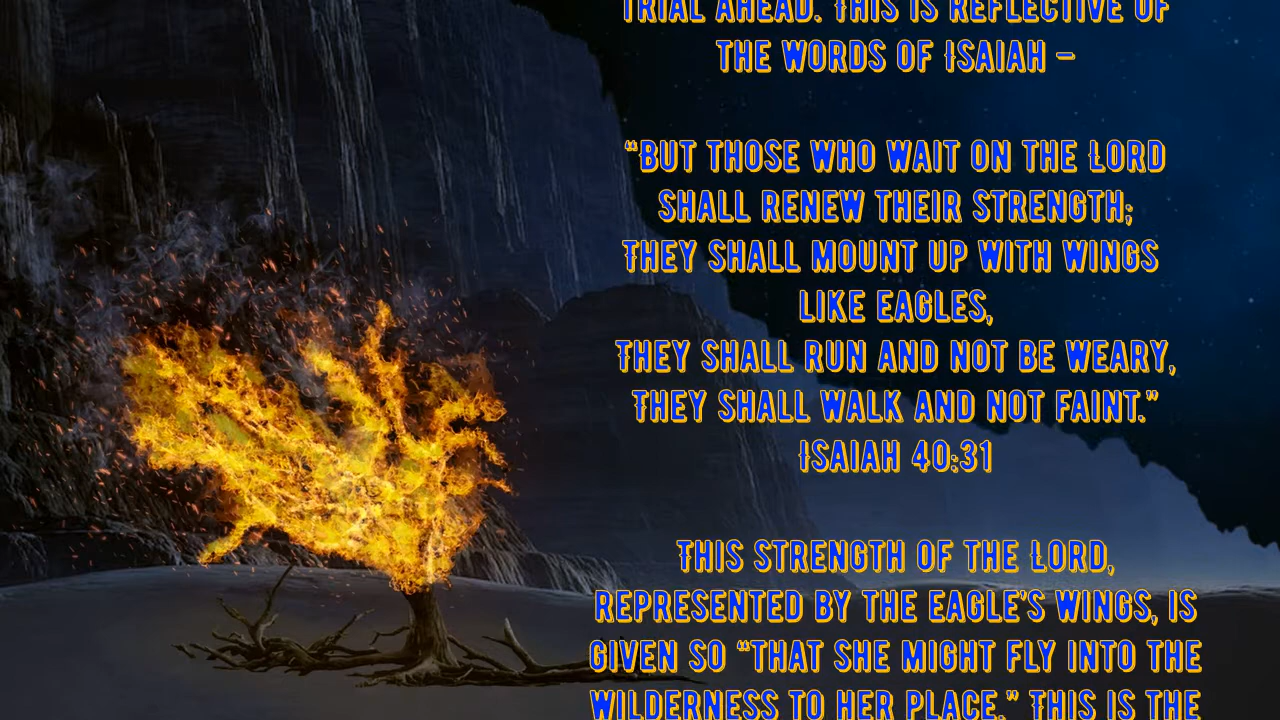 TRIAL AHEAD. THIS IS REFLECTIVE OF
THE WORDS OF ISAIAH –
“BUT THOSE WHO WAIT ON THE LORD
SHALL RENEW THEIR STRENGTH;
THEY SHALL MOUNT UP WITH WINGS
LIKE EAGLES,
THEY SHALL RUN AND NOT BE WEARY,
THEY SHALL WALK AND NOT FAINT.”
ISAIAH 40:31
THIS STRENGTH OF THE LORD,
REPRESENTED BY THE EAGLE’S WINGS, IS
GIVEN SO “THAT SHE MIGHT FLY INTO THE
WILDERNESS TO HER PLACE.” THIS IS THE